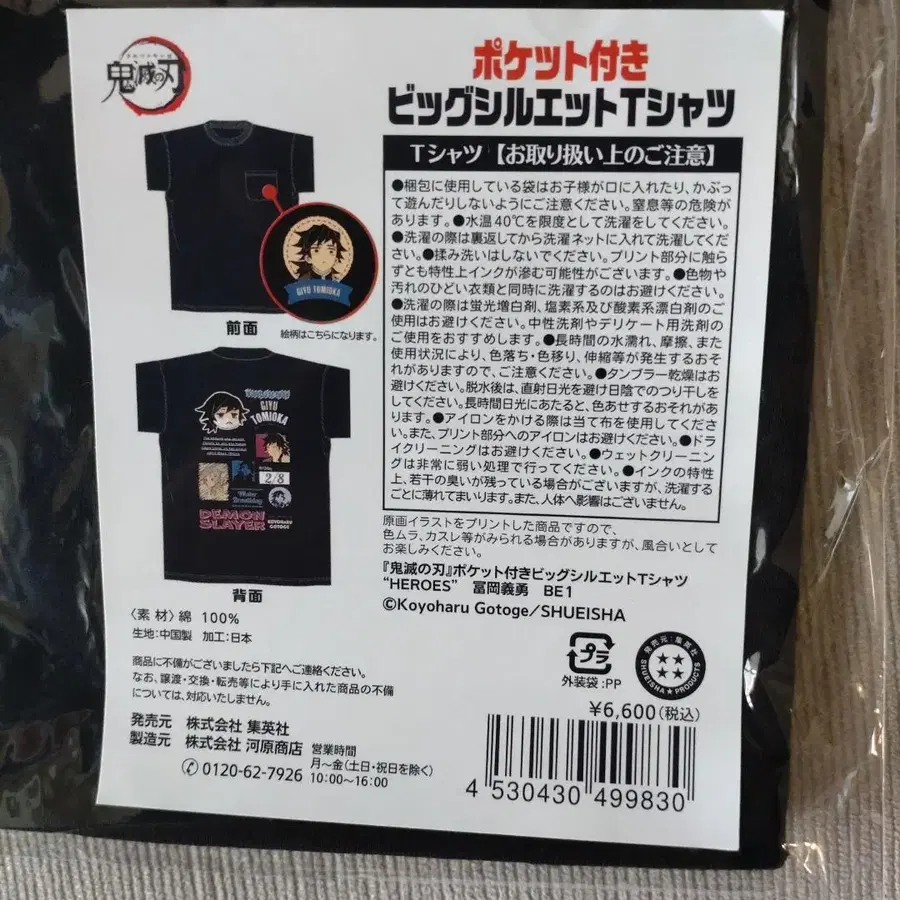 鬼滅の刃
ポケット付き
ビッグシルエットTシャツ
Tシャツ【お取り扱い上のご注意】
●梱包に使用している袋はお子様が口に入れたり、かぶっ
て遊んだりしないようにご注意ください。窒息等の危険が
あります。●水温40℃を限度として洗濯をしてください。
●洗濯の際は裏返してから洗濯ネットに入れて洗濯してくだ
さい。●揉み洗いはしないでください。プリント部分に触ら
ずとも特性上インクが滲む可能性がございます。●色物や
汚れのひどい衣類と同時に洗濯するのはお避けください。
●洗濯の際は蛍光増白剤、塩素系及び酸素系漂白剤のご
使用はお避けください。中性洗剤やデリケート用洗剤の
ご使用をおすすめします。●長時間の水濡れ、摩擦、また
使用状況により、色落ち・色移り、伸縮等が発生するおそ
れがありますので、ご注意ください。●タンブラー乾燥はお
避けください。脱水後は、直射日光を避け日陰でのつり干しを
してください。長時間日光にあたると、色あせするおそれがあ
ります。●アイロンをかける際は当て布を使用してくださ
い。また、プリント部分へのアイロンはお避けください。●ドラ
イクリーニングはお避けください。●ウェットクリーニン
グは非常に弱い処理で行ってください。●インクの特性
上、若干の臭いが残っている場合がございますが、洗濯する
ごとに薄れてまいります。また、人体へ影響はございません。
原画イラストをプリントした商品ですので、
色ムラ、カスレ等がみられる場合がありますが、風合いとして
お楽しみください。
『鬼滅の刃』ポケット付きビッグシルエットTシャツ
“HEROES” 冨岡義勇 BE1
©Koyoharu Gotoge/SHUEISHA
GIYU TOMIOKA
前面
絵柄はこちらになります。
GIYU
TOMIOKA
2/8
Water
Breathing
DEMON
SLAYER
KOYOHARU
GOTOGE
背面
〈素材〉綿 100%
生地:中国製 加工:日本
商品に不備がございましたら下記へご連絡ください。
なお、譲渡・交換・転売等により手に入れた商品の不備
については、対応いたしません。
発売元 株式会社 集英社
製造元 株式会社 河原商店
0120-62-7926
営業時間
月〜金(土日・祝日を除く)
10:00〜16:00
プラ
外装袋:PP
発売元:集英社
SHUEISHA★PRODUCTS
¥6,600(税込)
4 530430 499830